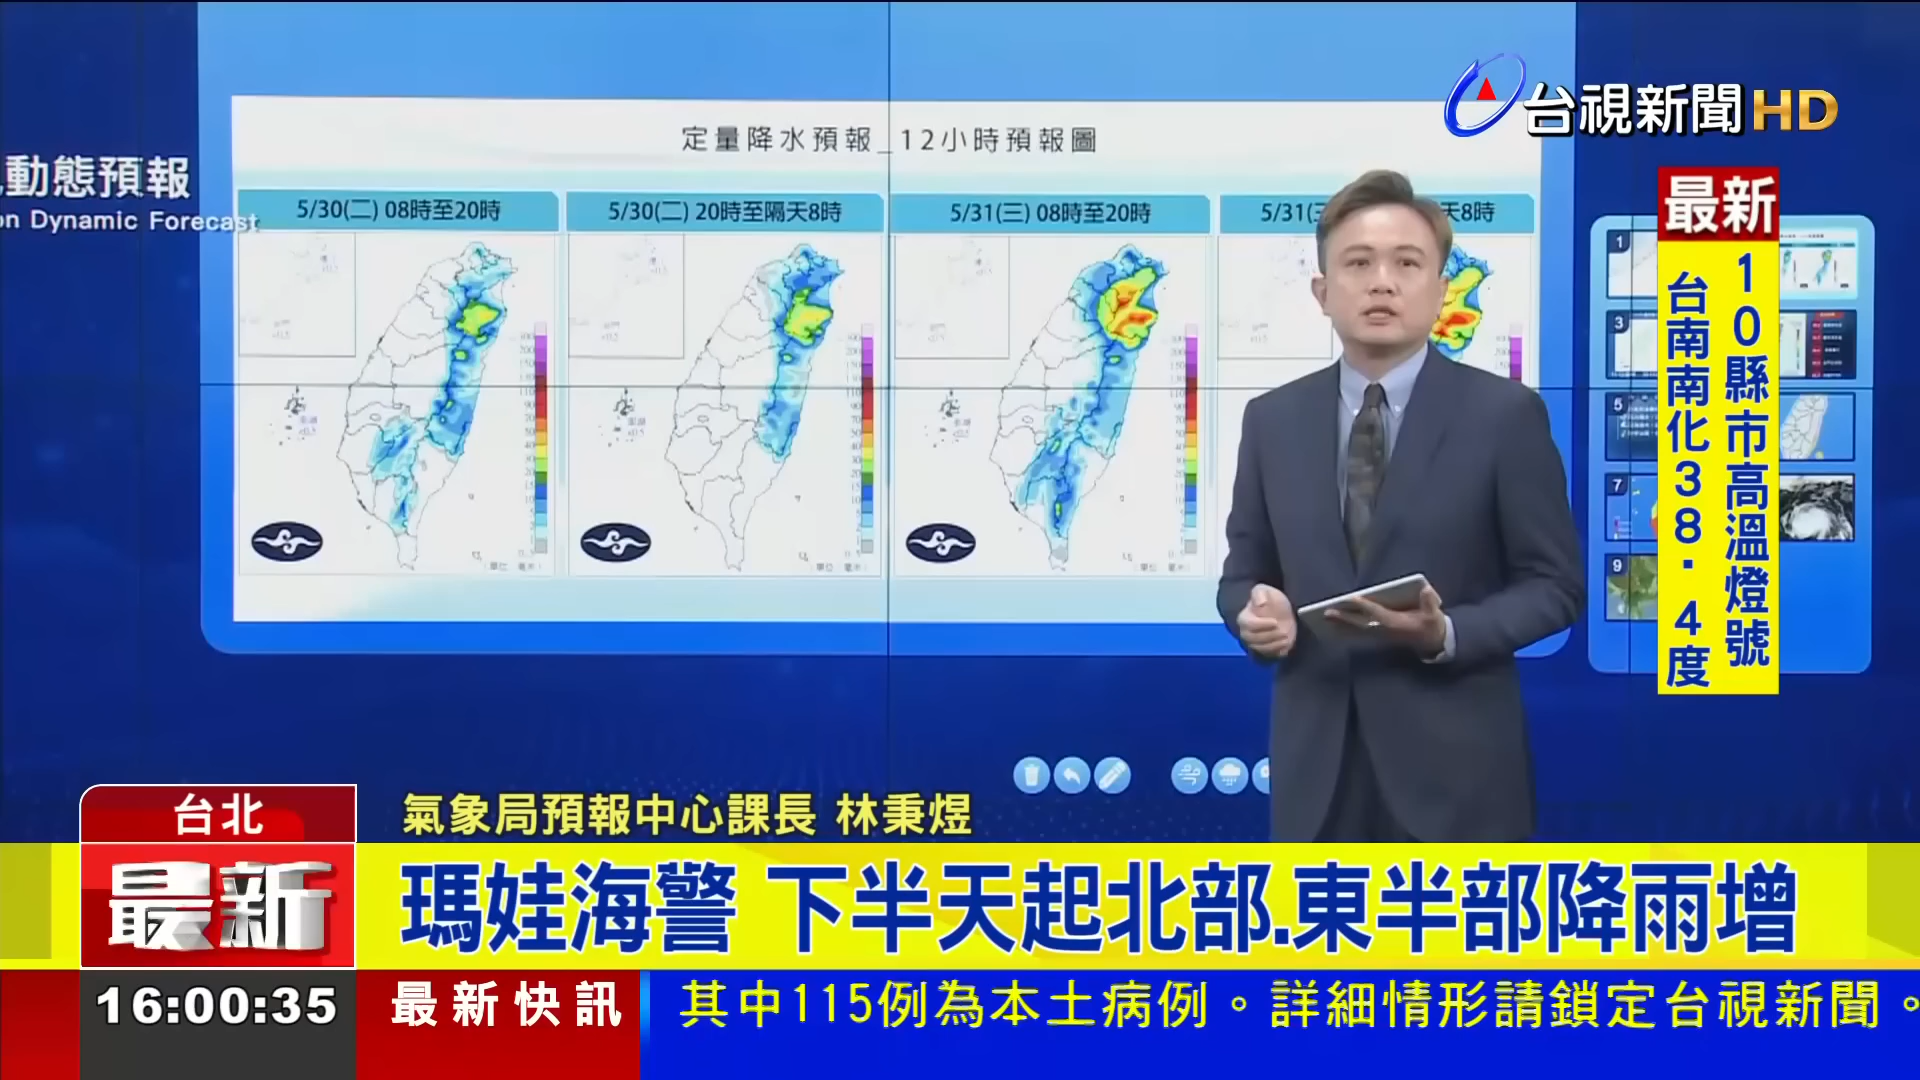 台視新聞HD
定量降水預報_12小時預報圖
動態預報
on Dynamic Forecast
5/30(二) 08時至20時
5/30(二) 20時至隔天8時
5/31(三) 08時至20時
5/31(三
天8時
最新
10縣市高溫燈號
台南南化38.4度
1
3
5
7
9
台北
氣象局預報中心課長 林秉煜
最新
瑪娃海警 下半天起北部.東半部降雨增
16:00:35
最新快訊
其中115例為本土病例。詳細情形請鎖定台視新聞。